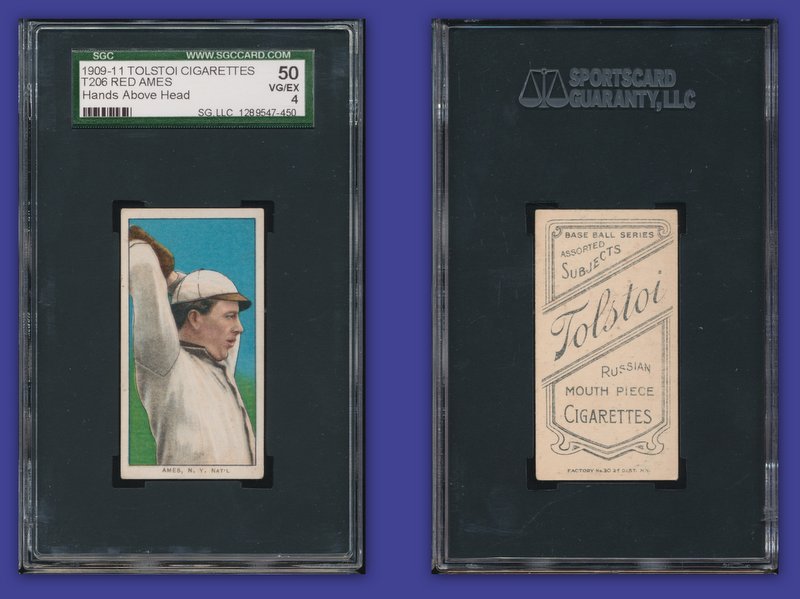 SGC WWW.SGCCARD.COM
1909-11 TOLSTOI CIGARETTES
T206 RED AMES
Hands Above Head
50
VG/EX
4
SG, LLC 1289547-450
AMES, N. Y. NAT'L
SPORTSCARD
GUARANTY, LLC
BASE BALL SERIES
ASSORTED
SUBJECTS
Tolstoi
RUSSIAN
MOUTH PIECE
CIGARETTES
FACTORY No. 30 2d DIST. N.Y.